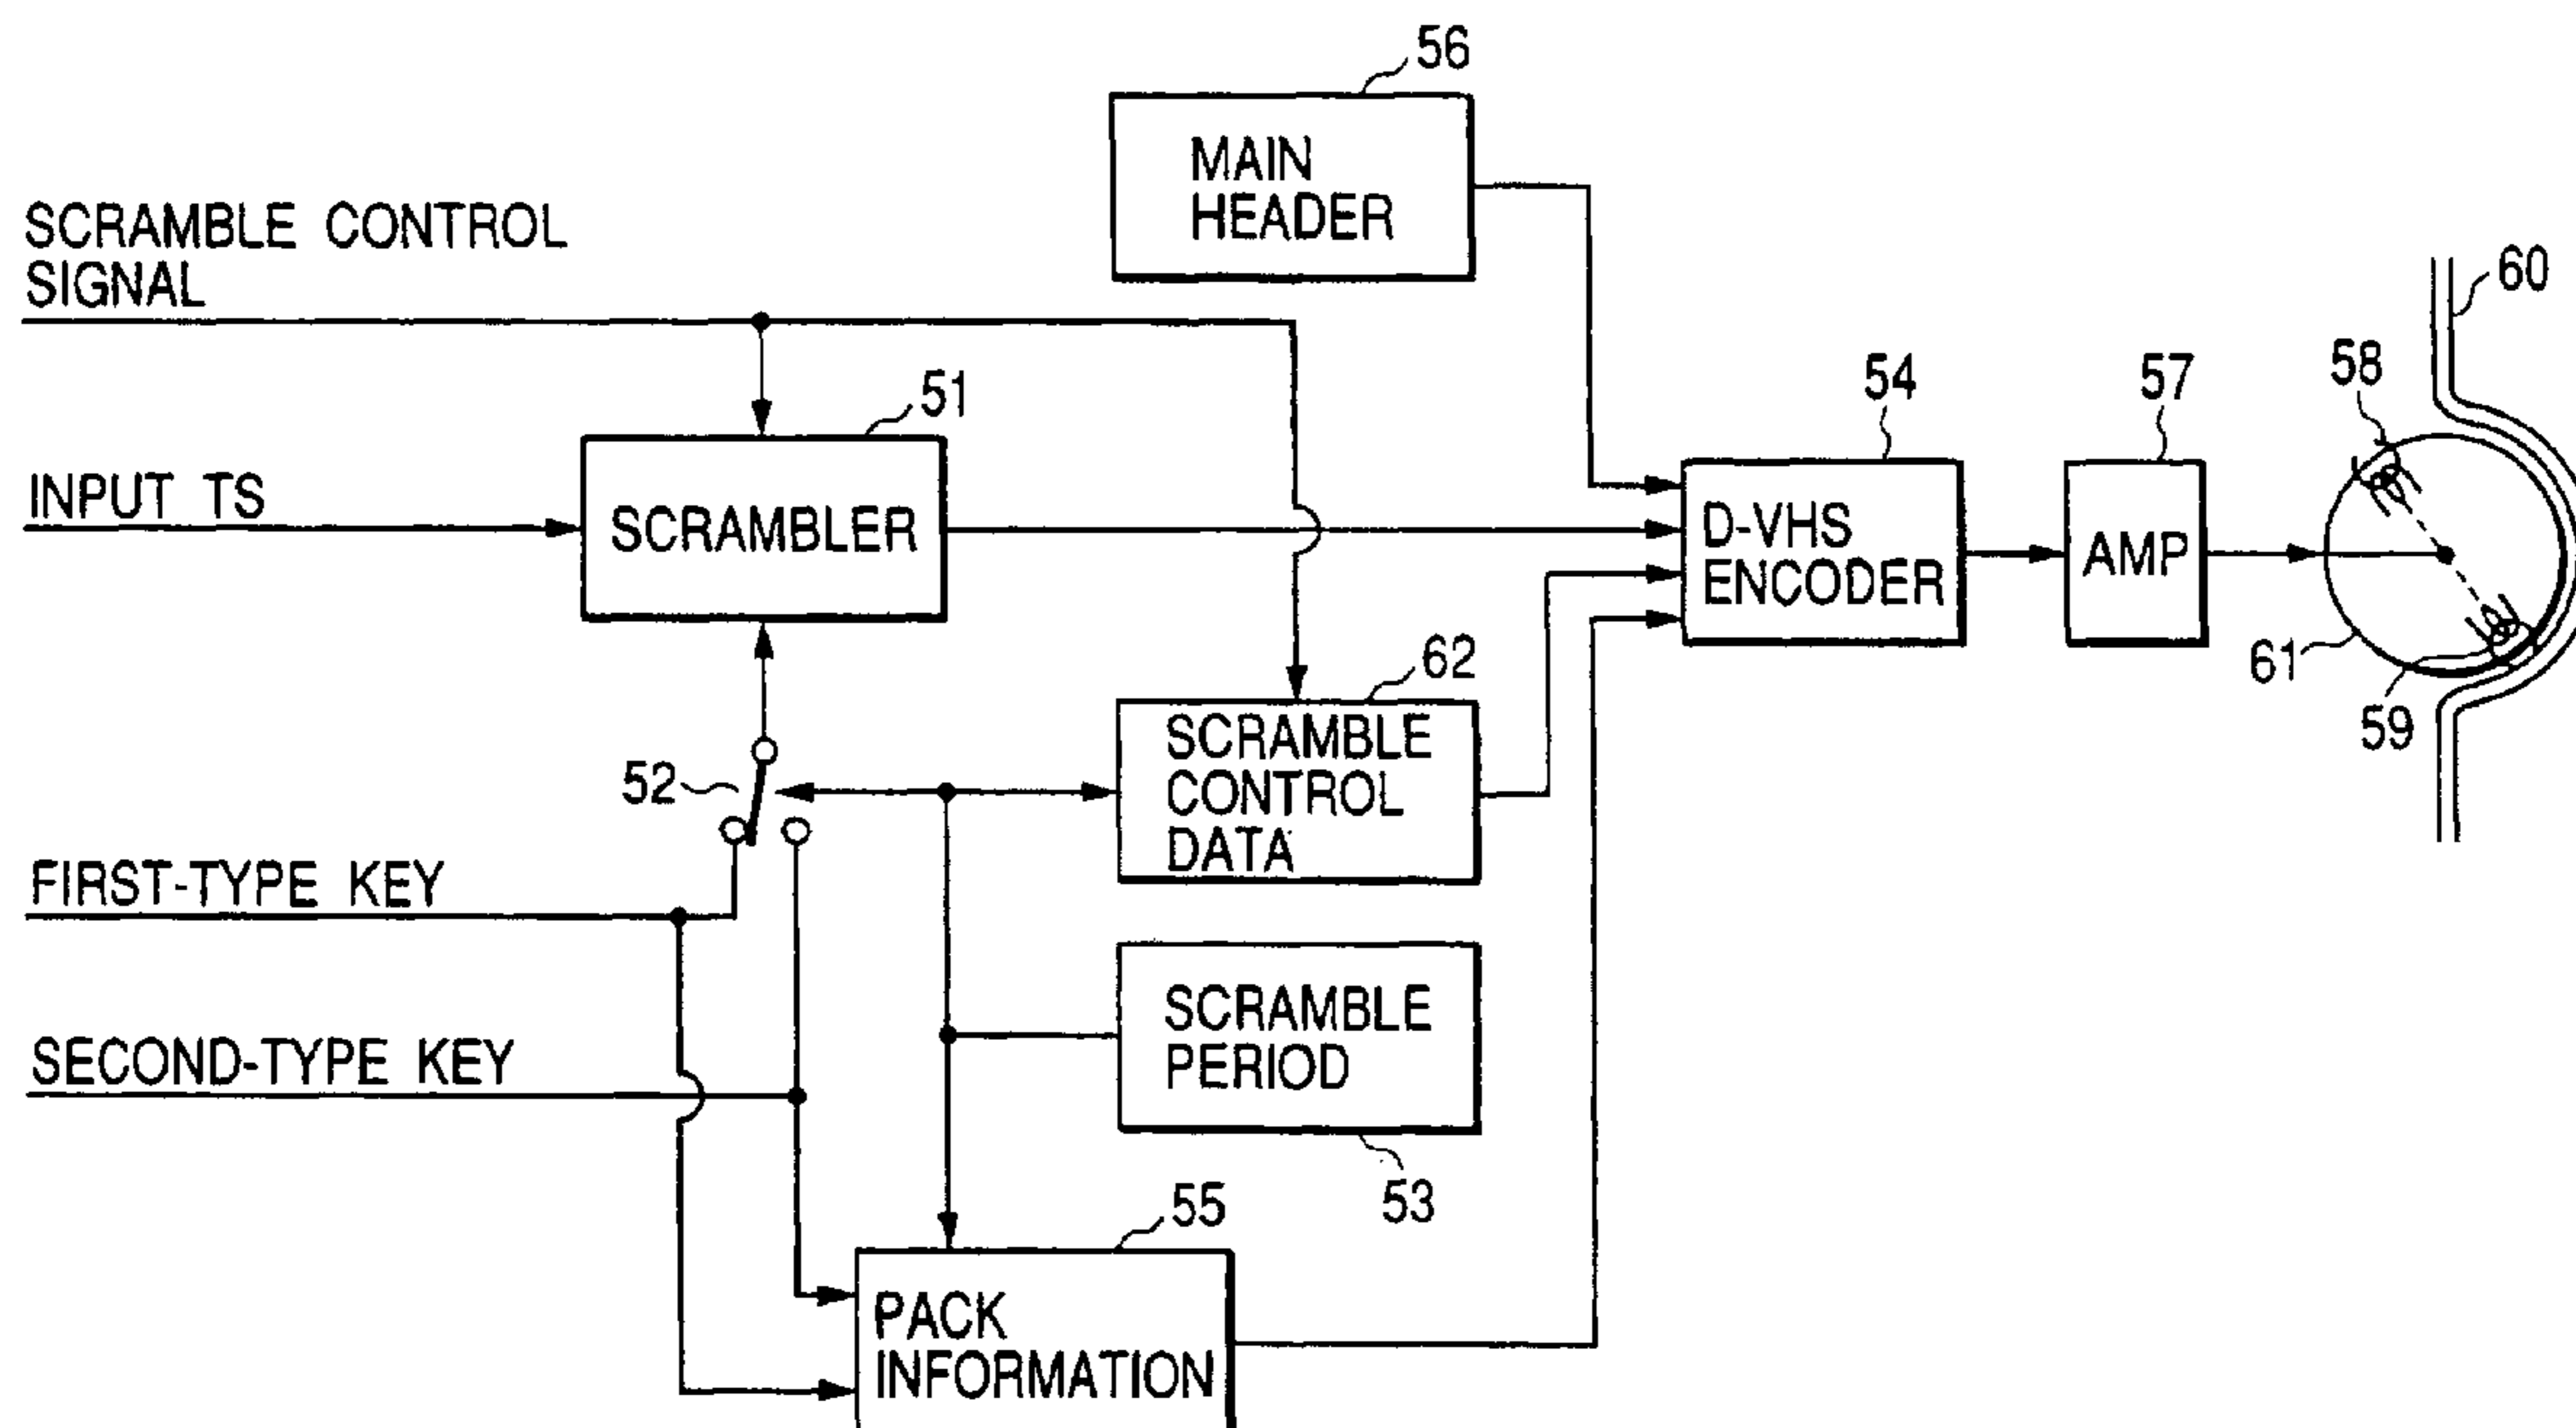 56
MAIN
HEADER
SCRAMBLE CONTROL
SIGNAL
60
51
54
57
58
INPUT TS
SCRAMBLER
D-VHS
ENCODER
AMP
61
59
62
52
SCRAMBLE
CONTROL
DATA
FIRST-TYPE KEY
SCRAMBLE
PERIOD
SECOND-TYPE KEY
53
55
PACK
INFORMATION